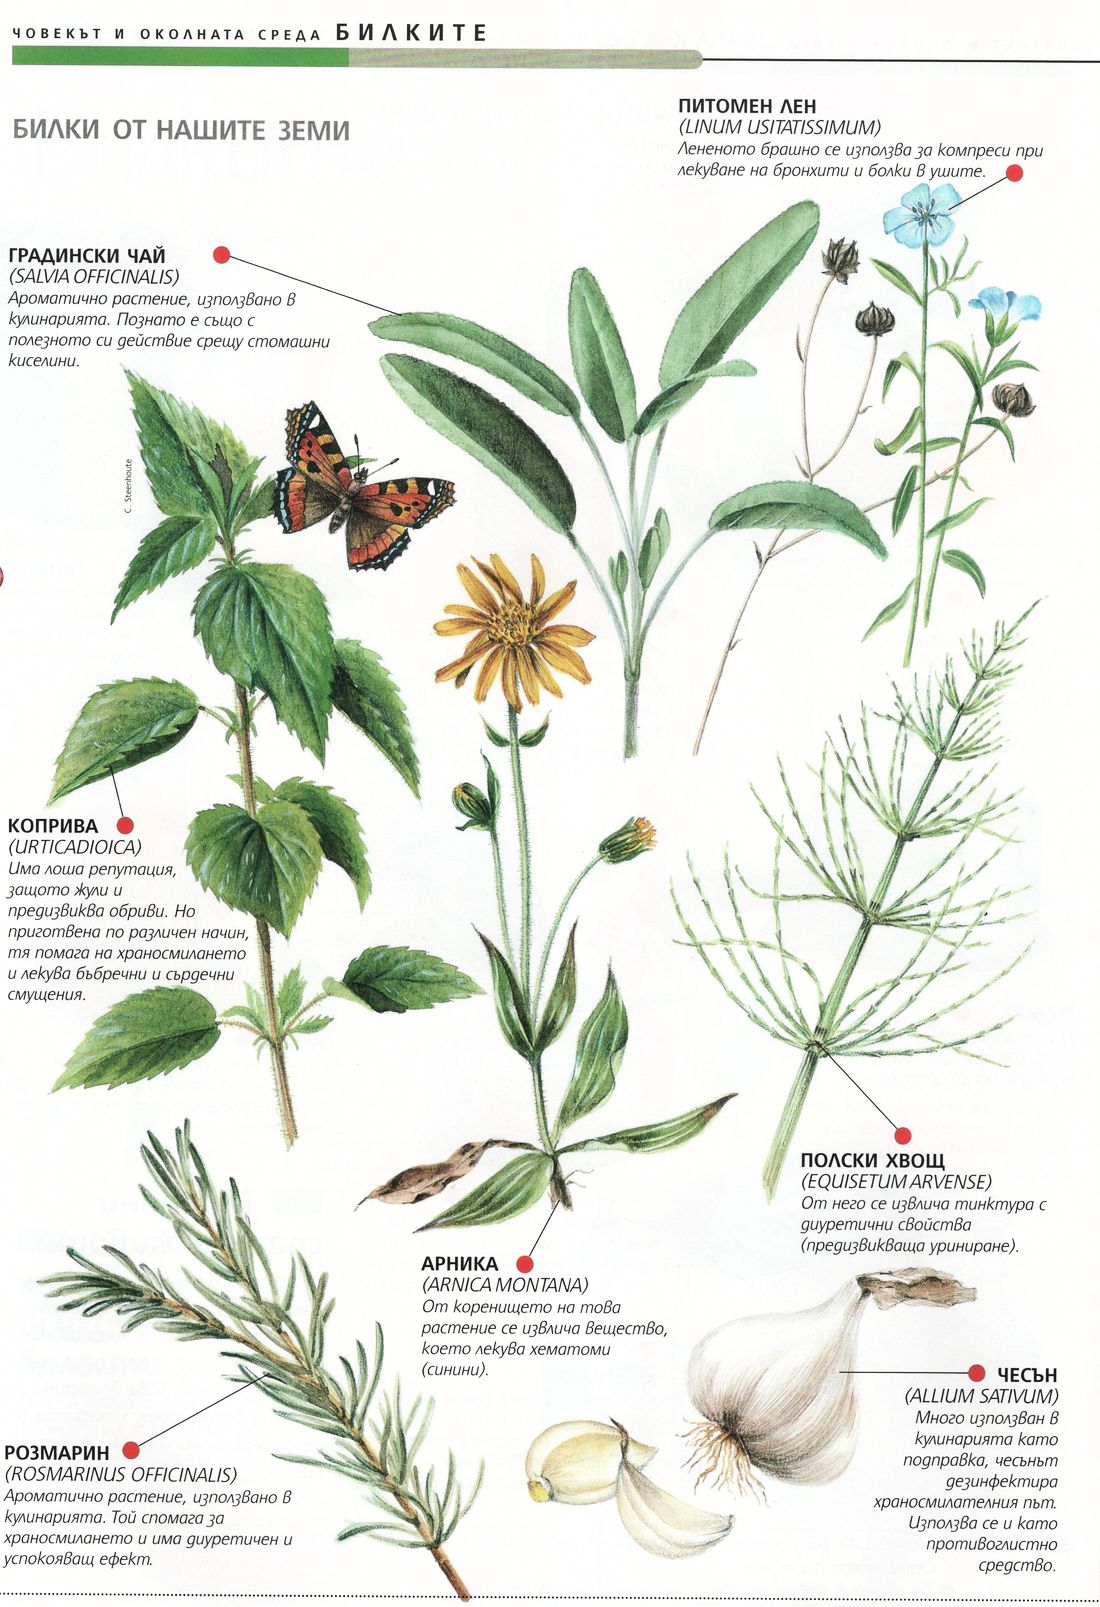 ЧОВЕКЪТ И ОКОЛНАТА СРЕДА БИЛКИТЕ
БИЛКИ ОТ НАШИТЕ ЗЕМИ
ПИТОМЕН ЛЕН
(LINUM USITATISSIMUM)
Лененото брашно се използва за компреси при
лекуване на бронхити и болки в ушите.
ГРАДИНСКИ ЧАЙ
(SALVIA OFFICINALIS)
Ароматично растение, използвано в
кулинарията. Познато е също с
полезното си действие срещу стомашни
киселини.
C. Steenhoute
КОПРИВА
(URTICADIOICA)
Има лоша репутация,
защото жули и
предизвиква обриви. Но
приготвена по различен начин,
тя помага на храносмилането
и лекува бъбречни и сърдечни
смущения.
ПОЛСКИ ХВОЩ
(EQUISETUM ARVENSE)
От него се извлича тинктура с
диуретични свойства
(предизвикваща уриниране).
АРНИКА
(ARNICA MONTANA)
От коренището на това
растение се извлича вещество,
което лекува хематоми
(синини).
ЧЕСЪН
(ALLIUM SATIVUM)
Много използван в
кулинарията като
подправка, чесънът
дезинфектира
храносмилателния път.
Използва се и като
противоглистно
средство.
РОЗМАРИН
(ROSMARINUS OFFICINALIS)
Ароматично растение, използвано в
кулинарията. Той спомага за
храносмилането и има диуретичен и
успокояващ ефект.